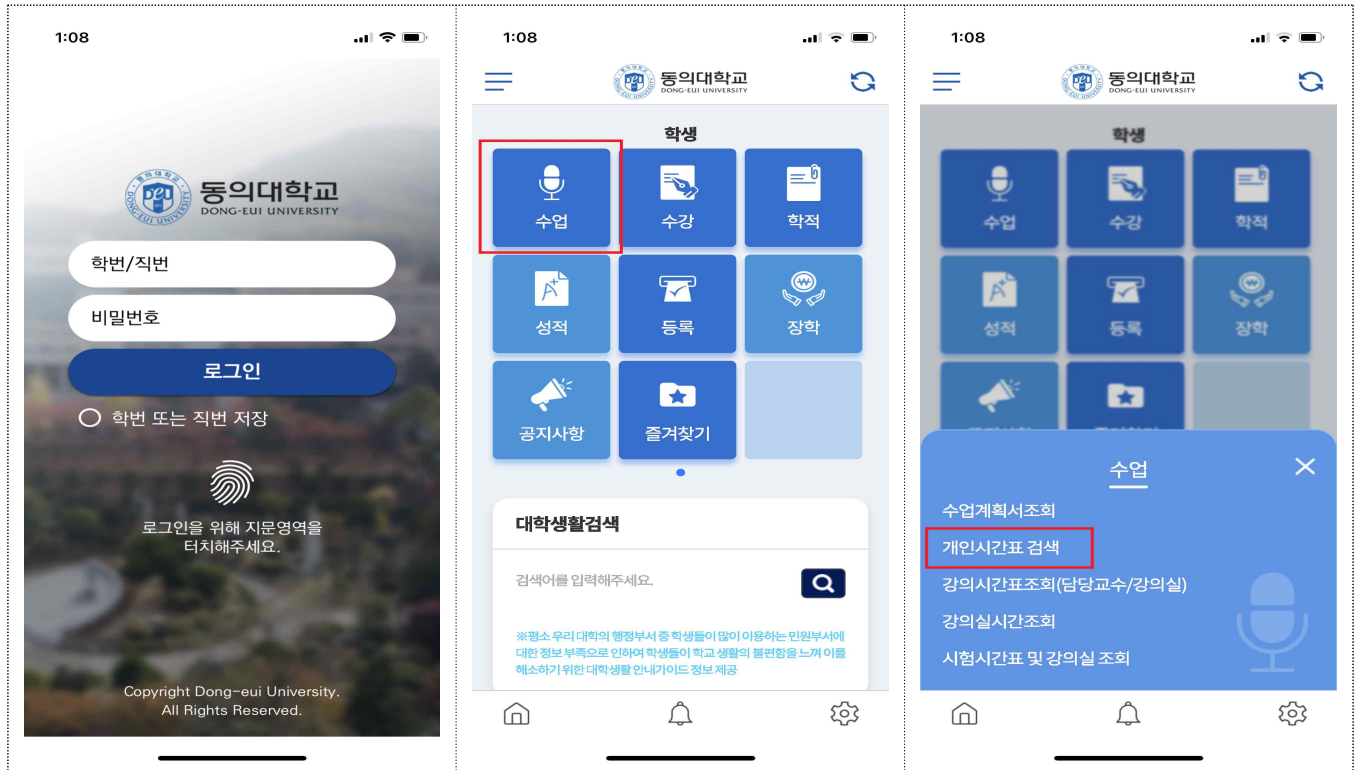 1:08
동의대학교
DONG-EUI UNIVERSITY
학번/직번
비밀번호
로그인
학번 또는 직번 저장
로그인을 위해 지문영역을
터치해주세요.
Copyright Dong-eui University.
All Rights Reserved.
1:08
동의대학교
DONG-EUI UNIVERSITY
학생
수업
수강
학적
성적
등록
장학
공지사항
즐겨찾기
대학생활검색
검색어를 입력해주세요.
※평소 우리 대학의 행정부서 중 학생들이 많이 이용하는 민원부서에
대한 정보 부족으로 인하여 학생들이 학교 생활의 불편함을 느껴 이를
해소하기 위한 대학생활 안내가이드 정보 제공
1:08
동의대학교
DONG-EUI UNIVERSITY
학생
수업
수강
학적
성적
등록
장학
수업
수업계획서조회
개인시간표 검색
강의시간표조회(담당교수/강의실)
강의실시간조회
시험시간표 및 강의실 조회